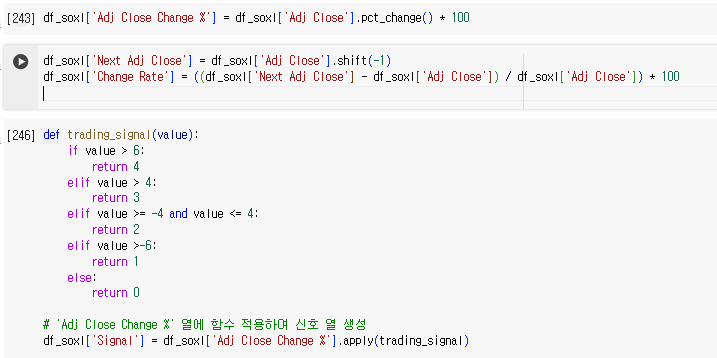 [243] df_soxl['Adj Close Change %'] = df_soxl['Adj Close'].pct_change() * 100
df_soxl['Next Adj Close'] = df_soxl['Adj Close'].shift(-1)
df_soxl['Change Rate'] = ((df_soxl['Next Adj Close'] - df_soxl['Adj Close']) / df_soxl['Adj Close']) * 100
[246] def trading_signal(value):
    if value > 6:
        return 4
    elif value > 4:
        return 3
    elif value >= -4 and value <= 4:
        return 2
    elif value >-6:
        return 1
    else:
        return 0
# 'Adj Close Change %' 열에 함수 적용하여 신호 열 생성
df_soxl['Signal'] = df_soxl['Adj Close Change %'].apply(trading_signal)